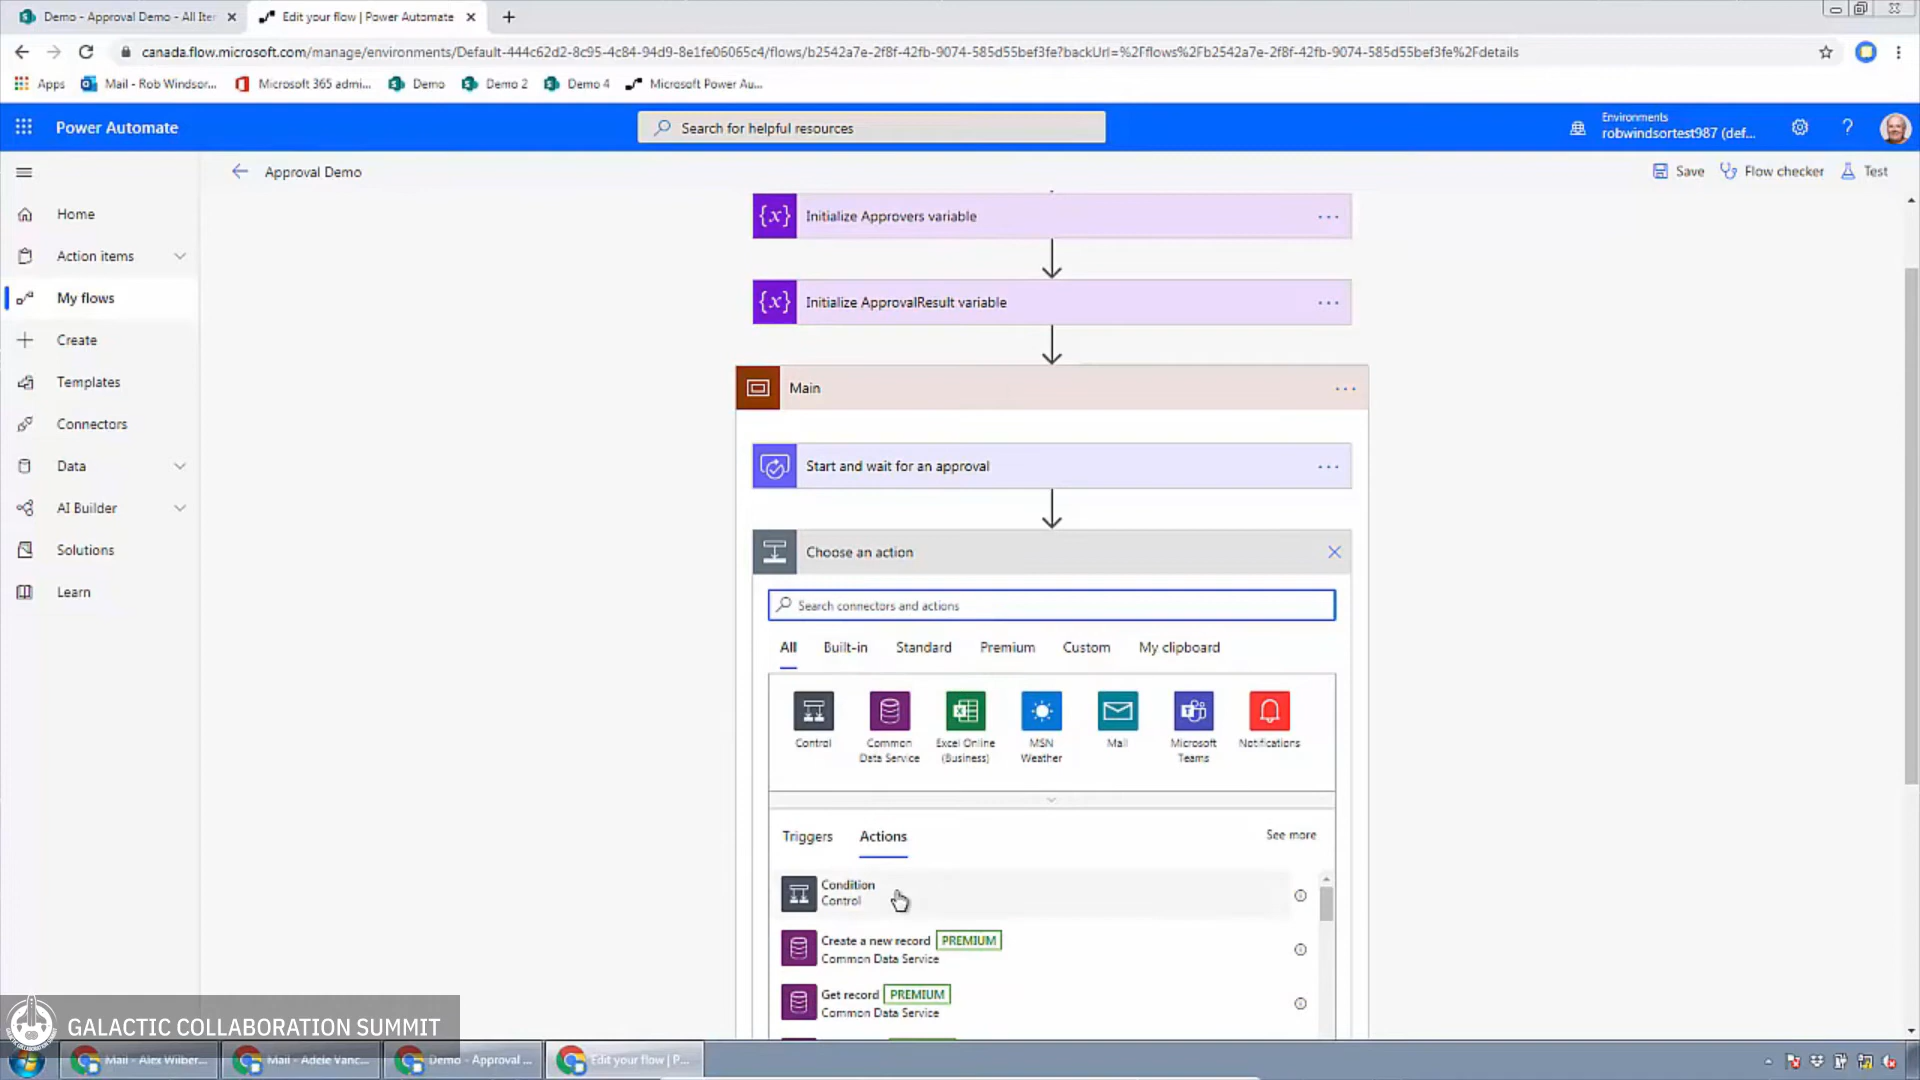 Demo - Approval Demo - All Iter
Edit your flow | Power Automate
canada.flow.microsoft.com/manage/environments/Default-444c62d2-8c95-4c84-94d9-8e1fe06065c4/flows/b2542a7e-2f8f-42fb-9074-585d55bef3fe?backUrl=%2Fflows%2Fb2542a7e-2f8f-42fb-9074-585d55bef3fe%2Fdetails
Apps
Mail - Rob Windsor...
Microsoft 365 admi...
Demo
Demo 2
Demo 4
Microsoft Power Au...
Power Automate
Search for helpful resources
Environments
robwindsortest987 (def...
?
Approval Demo
Save
Flow checker
Test
Home
Action items
My flows
Create
Templates
Connectors
Data
AI Builder
Solutions
Learn
{x} Initialize Approvers variable
{x} Initialize ApprovalResult variable
Main
Start and wait for an approval
Choose an action
Search connectors and actions
All
Built-in
Standard
Premium
Custom
My clipboard
Control
Common Data Service
Excel Online (Business)
MSN Weather
Mail
Microsoft Teams
Notifications
Triggers
Actions
See more
Condition
Control
Create a new record PREMIUM
Common Data Service
Get record PREMIUM
Common Data Service
GALACTIC COLLABORATION SUMMIT
Mail - Alex Wilber...
Mail - Adele Vanc...
Demo - Approval ...
Edit your flow | P...